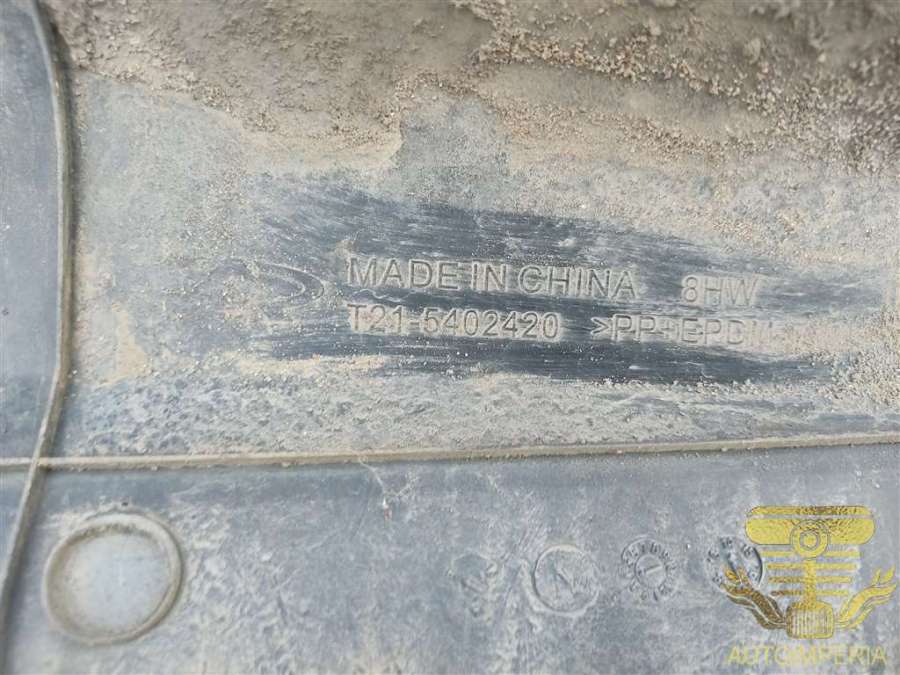 MADE IN CHINA 8HW
T21-5402420 >PP+EPDM
AUTOIMPERIA